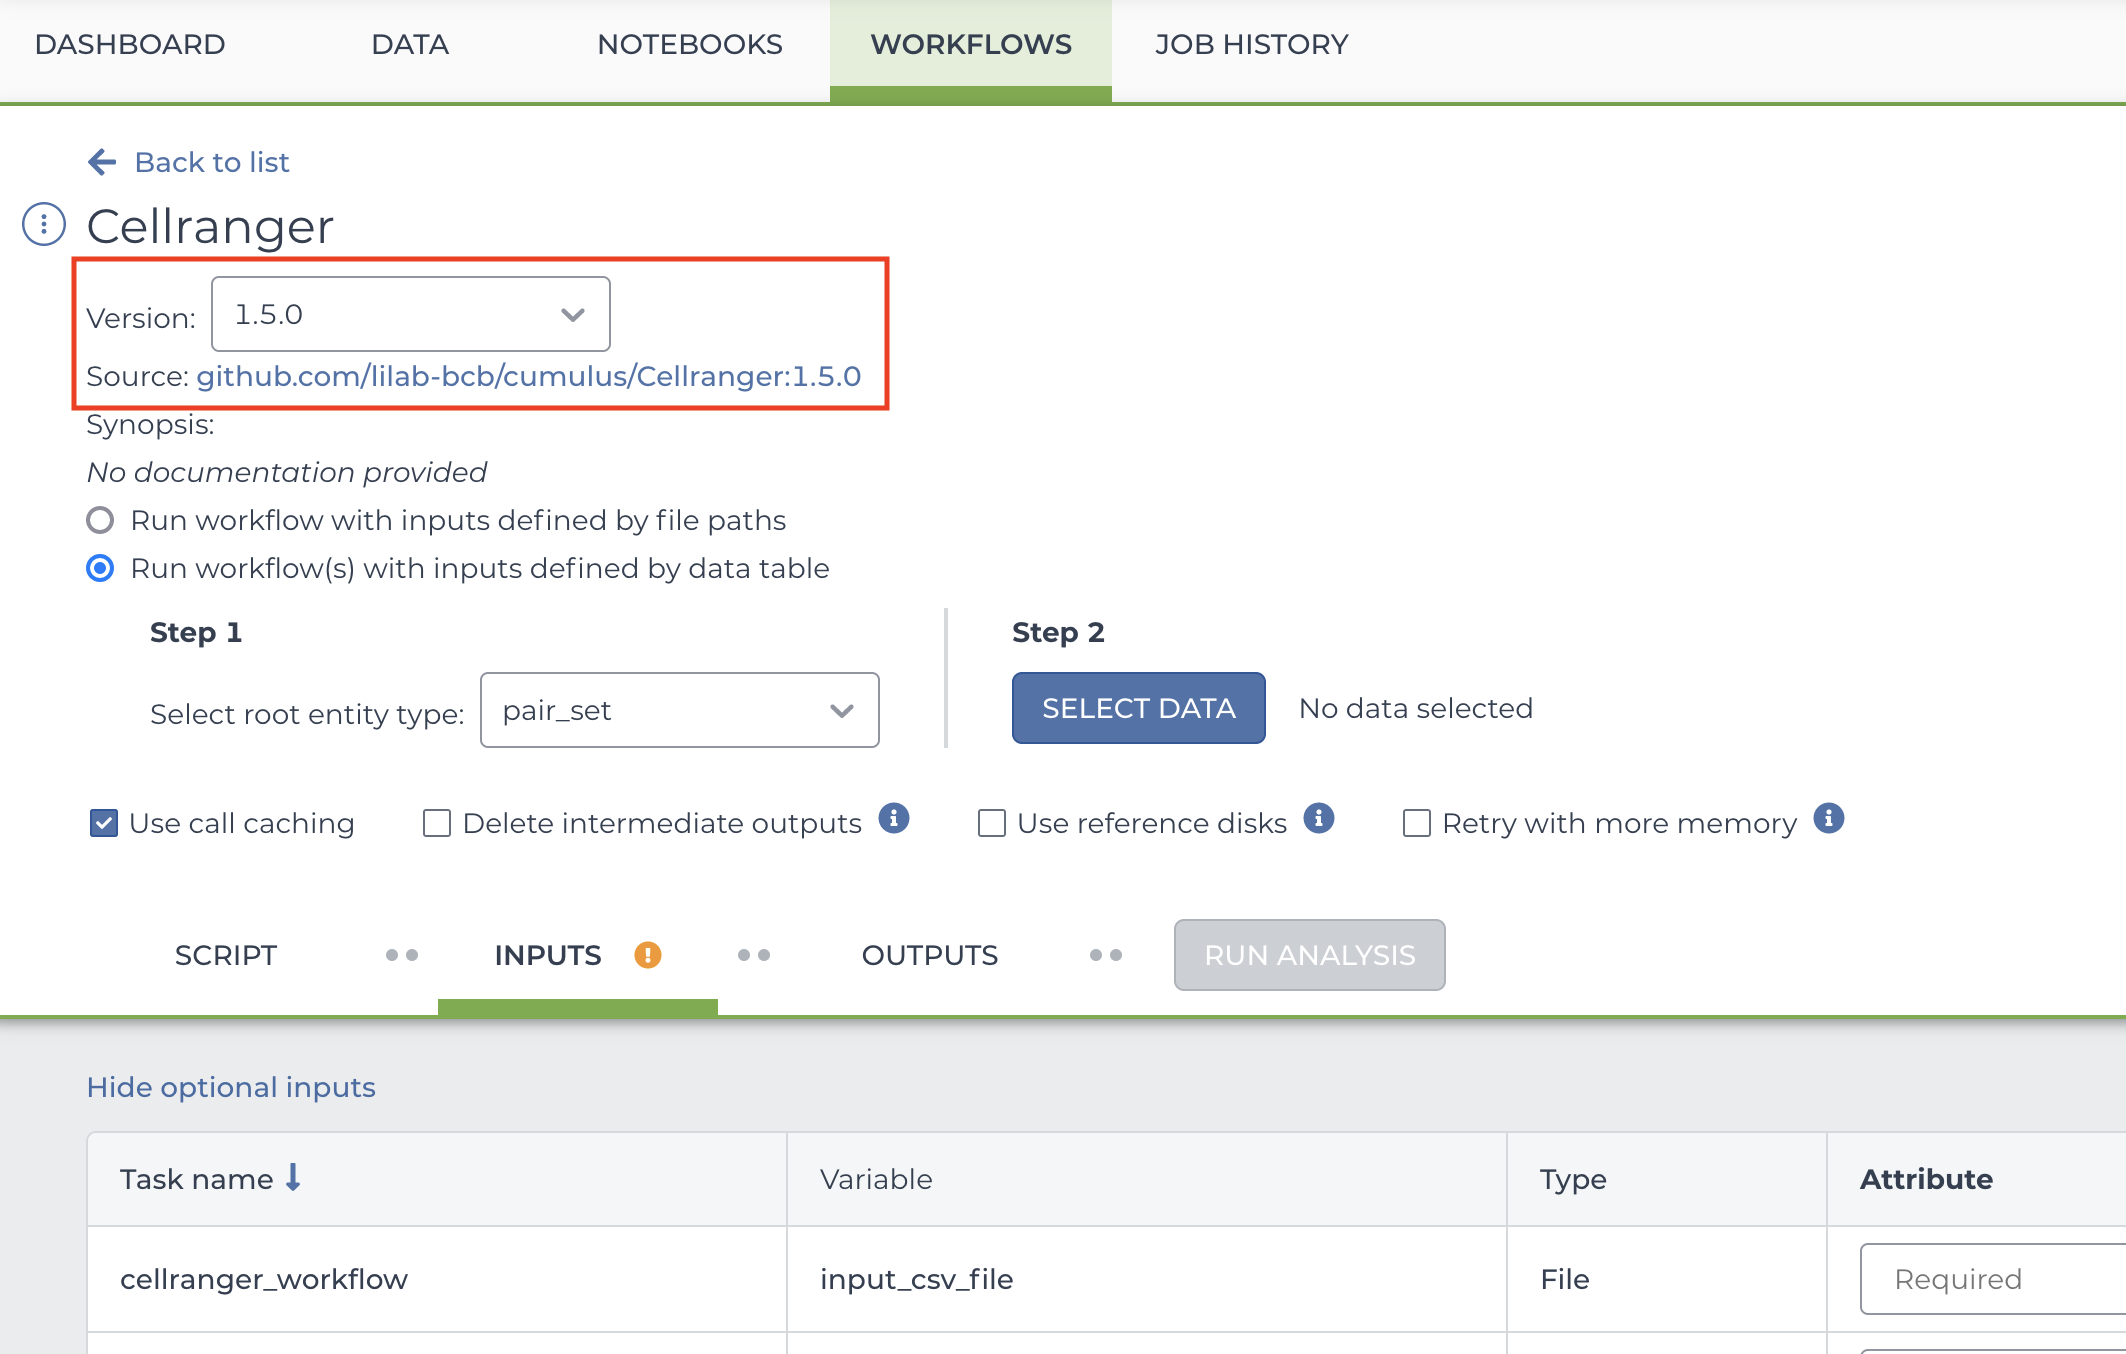 DASHBOARD DATA NOTEBOOKS WORKFLOWS JOB HISTORY
Back to list
Cellranger
Version: 1.5.0
Source: github.com/lilab-bcb/cumulus/Cellranger:1.5.0
Synopsis:
No documentation provided
Run workflow with inputs defined by file paths
Run workflow(s) with inputs defined by data table
Step 1 Step 2
Select root entity type: pair_set SELECT DATA No data selected
Use call caching Delete intermediate outputs Use reference disks Retry with more memory
SCRIPT INPUTS OUTPUTS RUN ANALYSIS
Hide optional inputs
Task name Variable Type Attribute
cellranger_workflow input_csv_file File Required